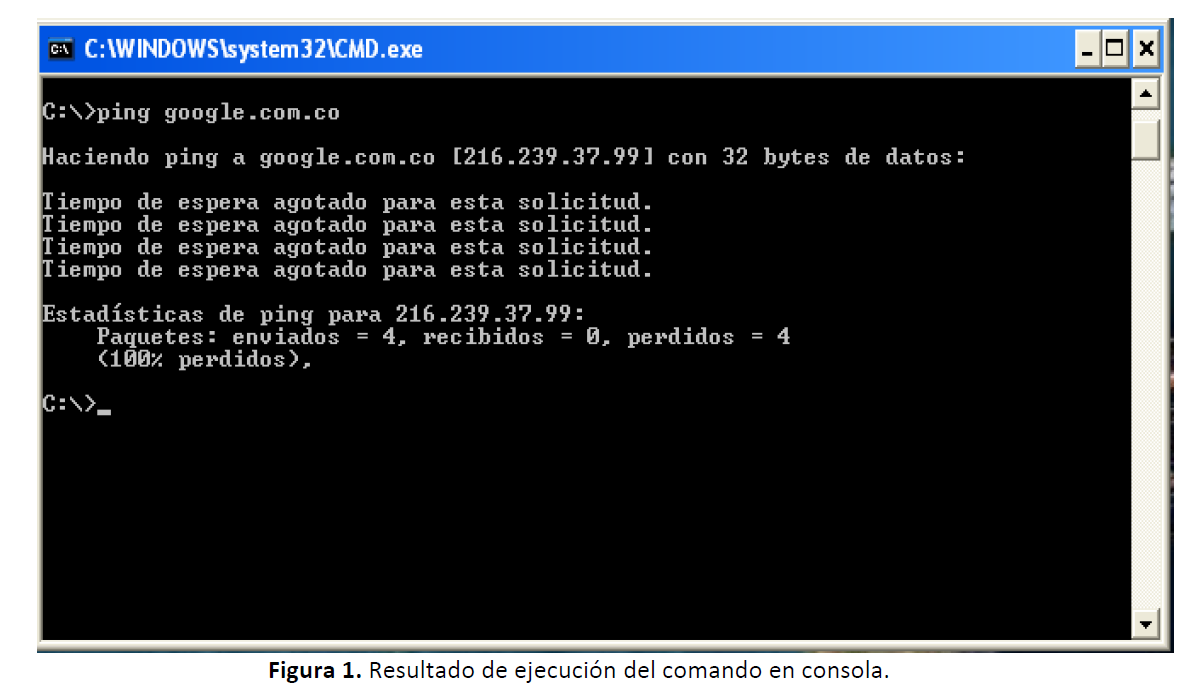 C:\WINDOWS\system32\CMD.exe
C:\>ping google.com.co
Haciendo ping a google.com.co [216.239.37.99] con 32 bytes de datos:
Tiempo de espera agotado para esta solicitud.
Tiempo de espera agotado para esta solicitud.
Tiempo de espera agotado para esta solicitud.
Tiempo de espera agotado para esta solicitud.
Estadísticas de ping para 216.239.37.99:
Paquetes: enviados = 4, recibidos = 0, perdidos = 4
(100% perdidos),
C:\>_
Figura 1. Resultado de ejecución del comando en consola.